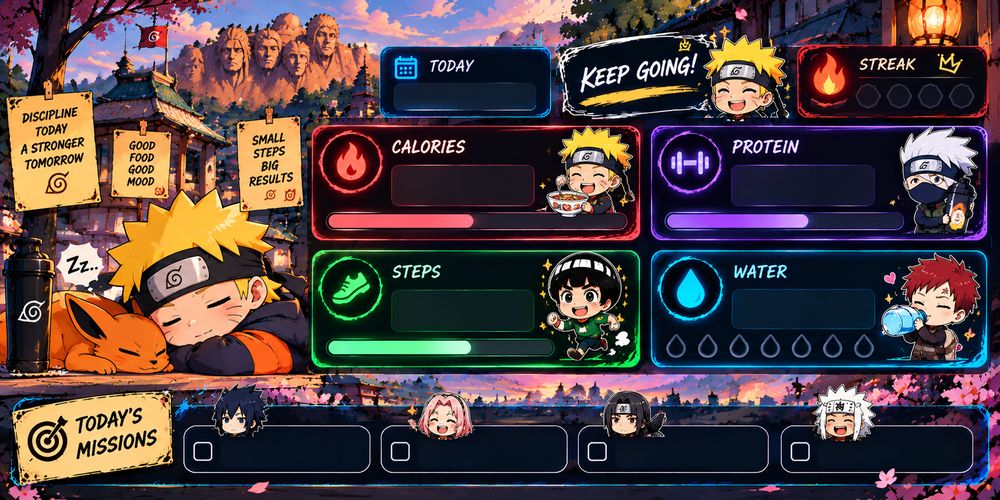 DISCIPLINE
TODAY
A STRONGER
TOMORROW
GOOD
FOOD
GOOD
MOOD
SMALL
STEPS
BIG
RESULTS
Zz..
TODAY
KEEP GOING!
STREAK
CALORIES
PROTEIN
STEPS
WATER
TODAY'S
MISSIONS